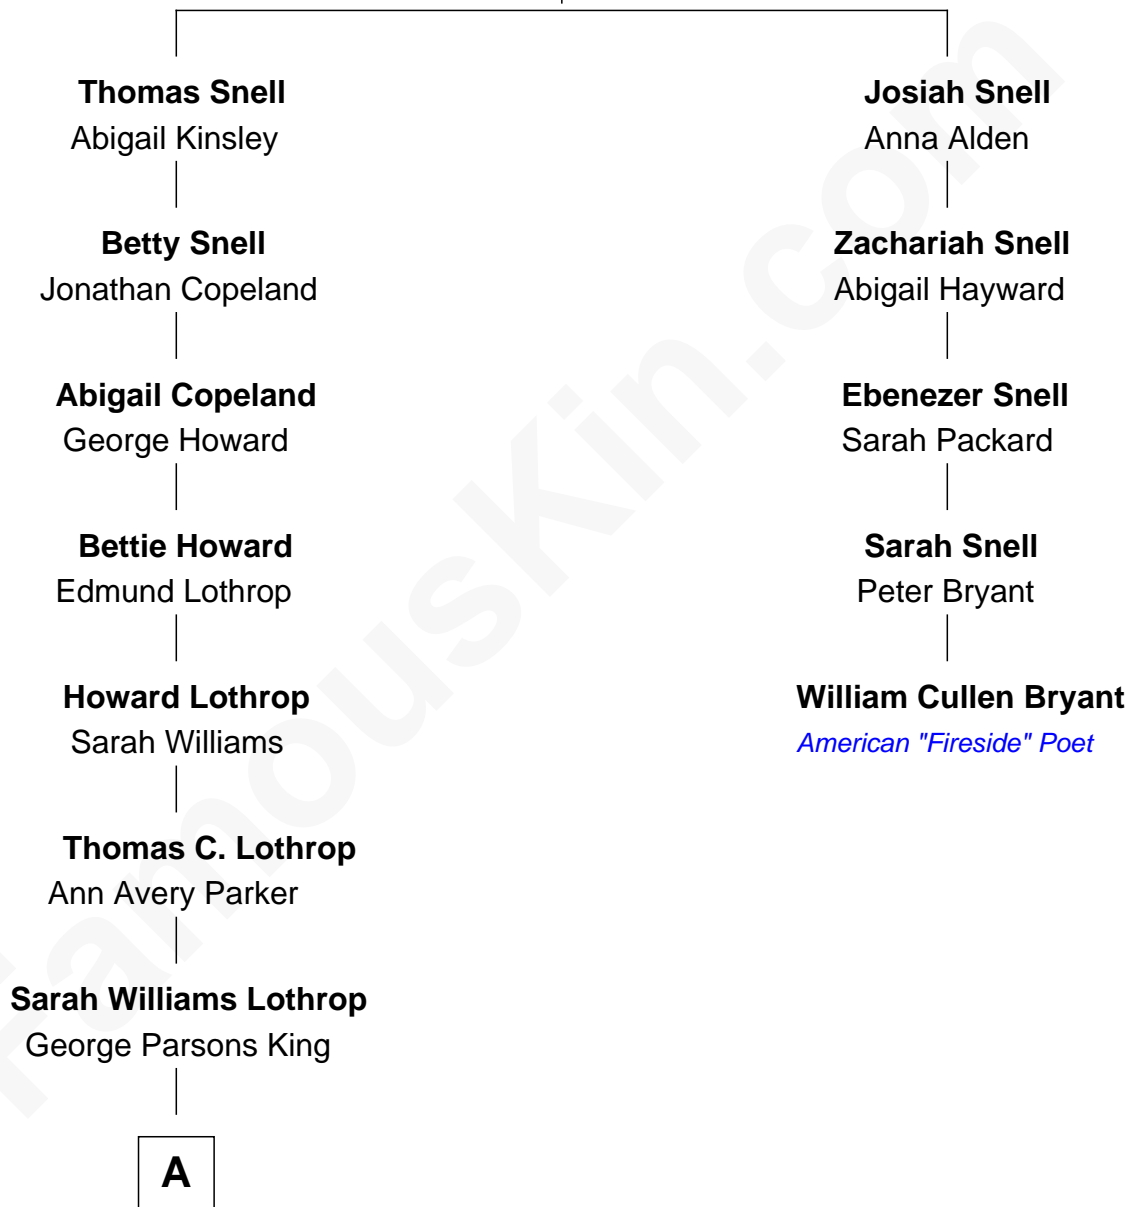 Thomas Snell
Abigail Kinsley
Betty Snell
Jonathan Copeland
Abigail Copeland
George Howard
Bettie Howard
Edmund Lothrop
Howard Lothrop
Sarah Williams
Thomas C. Lothrop
Ann Avery Parker
Sarah Williams Lothrop
George Parsons King
A
Josiah Snell
Anna Alden
Zachariah Snell
Abigail Hayward
Ebenezer Snell
Sarah Packard
Sarah Snell
Peter Bryant
William Cullen Bryant
American "Fireside" Poet
FamousKin.com